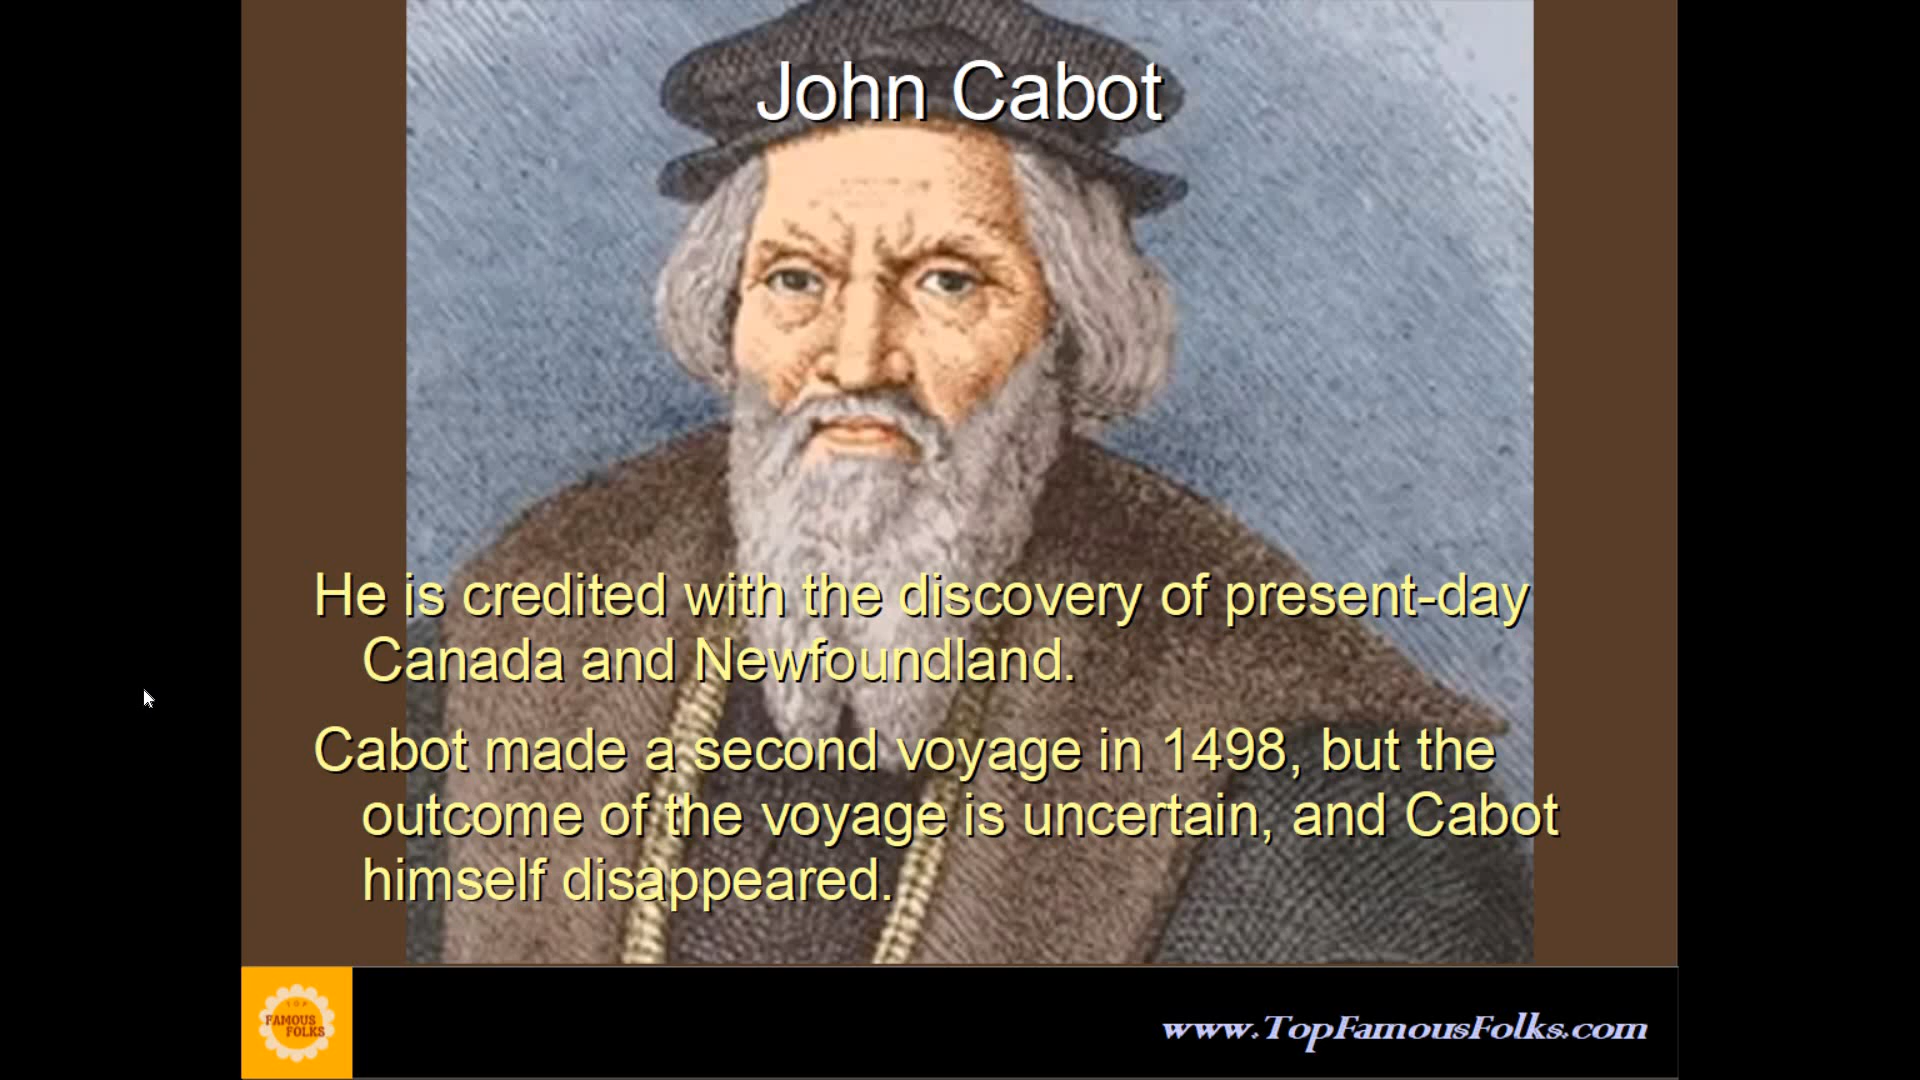 John Cabot
He is credited with the discovery of present-day
Canada and Newfoundland.
Cabot made a second voyage in 1498, but the
outcome of the voyage is uncertain, and Cabot
himself disappeared.
TOP
FAMOUS
FOLKS
www.TopFamousFolks.com